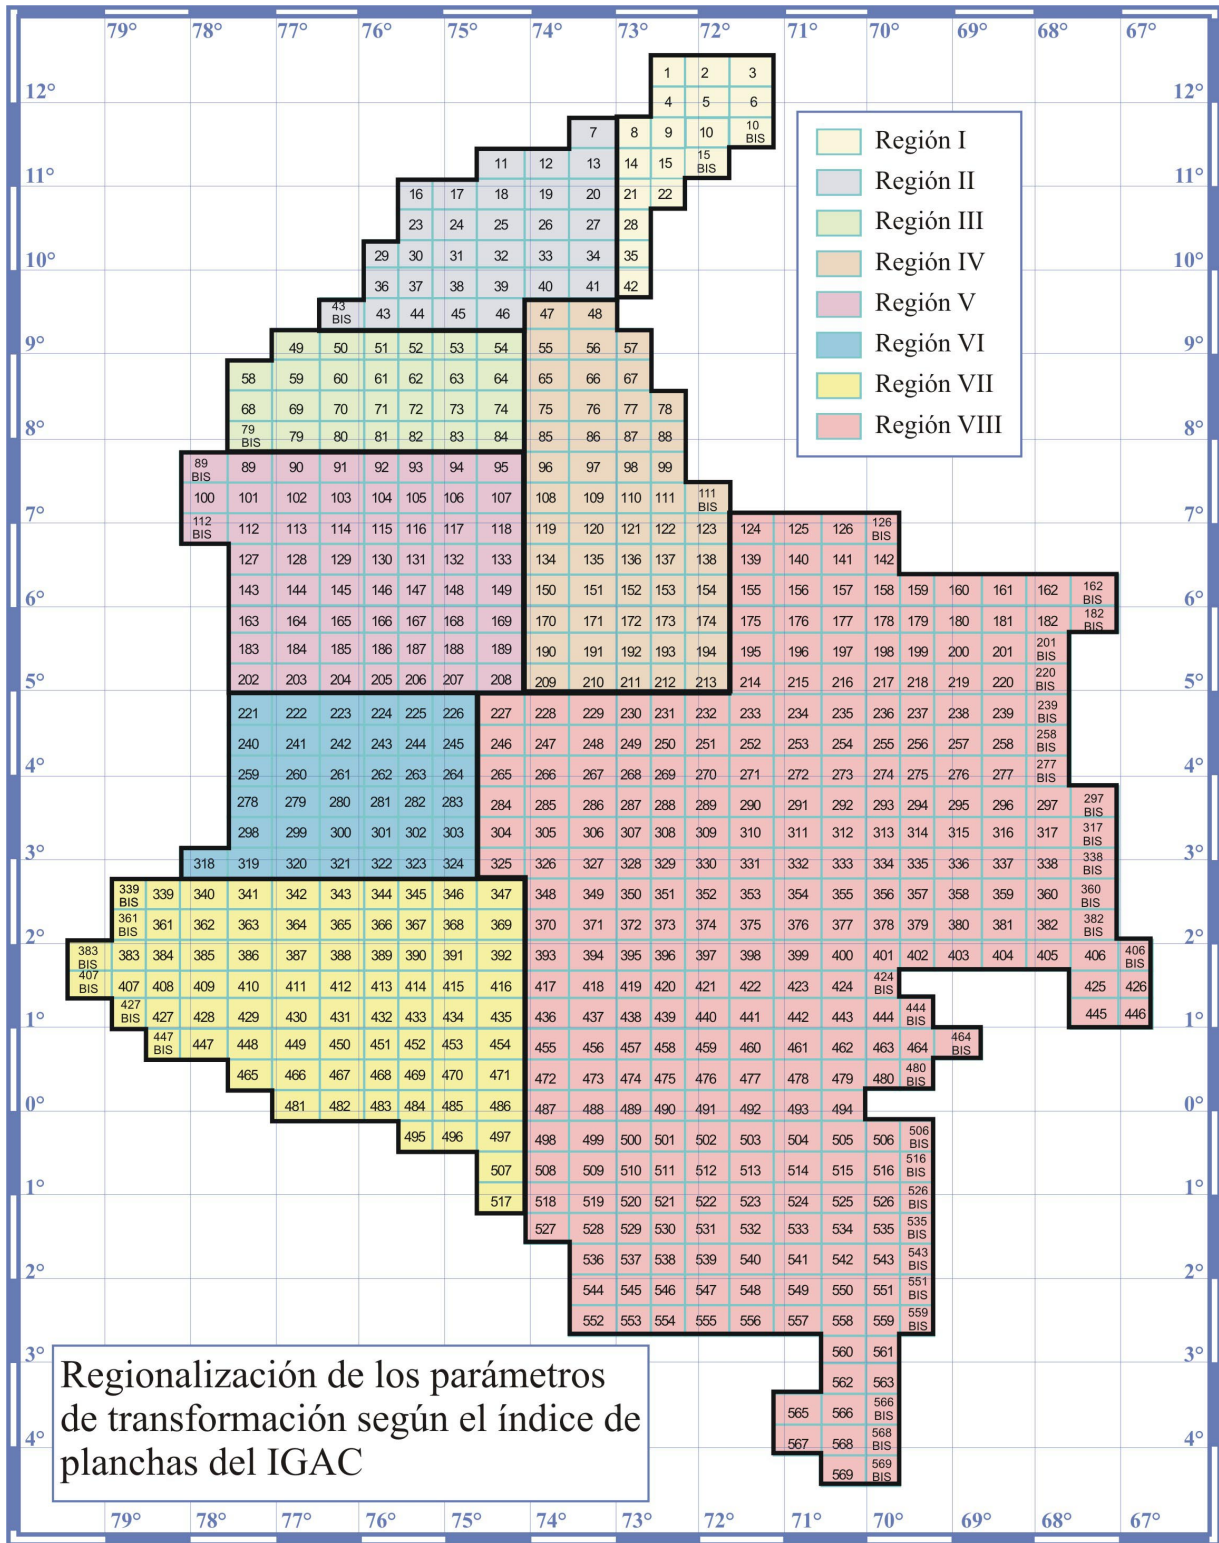 79° 78° 77° 76° 75° 74° 73° 72° 71° 70° 69° 68° 67°
1 2 3
12° 4 5 6 12°
7 8 9 10 10 BIS
11 12 13 14 15 15 BIS
11° 16 17 18 19 20 21 22 11°
23 24 25 26 27 28
29 30 31 32 33 34 35
10° 36 37 38 39 40 41 42 10°
43 BIS 43 44 45 46 47 48
9° 49 50 51 52 53 54 55 56 57 9°
58 59 60 61 62 63 64 65 66 67
68 69 70 71 72 73 74 75 76 77 78
8° 79 BIS 79 80 81 82 83 84 85 86 87 88 8°
89 BIS 89 90 91 92 93 94 95 96 97 98 99
100 101 102 103 104 105 106 107 108 109 110 111 111 BIS
7° 112 BIS 112 113 114 115 116 117 118 119 120 121 122 123 124 125 126 126 BIS 7°
127 128 129 130 131 132 133 134 135 136 137 138 139 140 141 142
6° 143 144 145 146 147 148 149 150 151 152 153 154 155 156 157 158 159 160 161 162 162 BIS 6°
163 164 165 166 167 168 169 170 171 172 173 174 175 176 177 178 179 180 181 182 182 BIS
183 184 185 186 187 188 189 190 191 192 193 194 195 196 197 198 199 200 201 201 BIS
5° 202 203 204 205 206 207 208 209 210 211 212 213 214 215 216 217 218 219 220 220 BIS 5°
221 222 223 224 225 226 227 228 229 230 231 232 233 234 235 236 237 238 239 239 BIS
240 241 242 243 244 245 246 247 248 249 250 251 252 253 254 255 256 257 258 258 BIS
4° 259 260 261 262 263 264 265 266 267 268 269 270 271 272 273 274 275 276 277 277 BIS 4°
278 279 280 281 282 283 284 285 286 287 288 289 290 291 292 293 294 295 296 297 297 BIS
298 299 300 301 302 303 304 305 306 307 308 309 310 311 312 313 314 315 316 317 317 BIS
3° 318 319 320 321 322 323 324 325 326 327 328 329 330 331 332 333 334 335 336 337 338 338 BIS 3°
339 BIS 339 340 341 342 343 344 345 346 347 348 349 350 351 352 353 354 355 356 357 358 359 360 360 BIS
361 BIS 361 362 363 364 365 366 367 368 369 370 371 372 373 374 375 376 377 378 379 380 381 382 382 BIS
2° 383 BIS 383 384 385 386 387 388 389 390 391 392 393 394 395 396 397 398 399 400 401 402 403 404 405 406 406 BIS 2°
407 BIS 407 408 409 410 411 412 413 414 415 416 417 418 419 420 421 422 423 424 424 BIS 425 426
1° 427 BIS 427 428 429 430 431 432 433 434 435 436 437 438 439 440 441 442 443 444 444 BIS 445 446 1°
447 BIS 447 448 449 450 451 452 453 454 455 456 457 458 459 460 461 462 463 464 464 BIS
465 466 467 468 469 470 471 472 473 474 475 476 477 478 479 480 480 BIS
0° 481 482 483 484 485 486 487 488 489 490 491 492 493 494 0°
495 496 497 498 499 500 501 502 503 504 505 506 506 BIS
507 508 509 510 511 512 513 514 515 516 516 BIS
1° 517 518 519 520 521 522 523 524 525 526 526 BIS 1°
527 528 529 530 531 532 533 534 535 535 BIS
536 537 538 539 540 541 542 543 543 BIS
2° 544 545 546 547 548 549 550 551 551 BIS 2°
552 553 554 555 556 557 558 559 559 BIS
3° 560 561 3°
562 563
565 566 566 BIS
4° 567 568 568 BIS 4°
569 569 BIS
Región I
Región II
Región III
Región IV
Región V
Región VI
Región VII
Región VIII
Regionalización de los parámetros
de transformación según el índice de
planchas del IGAC
79° 78° 77° 76° 75° 74° 73° 72° 71° 70° 69° 68° 67°